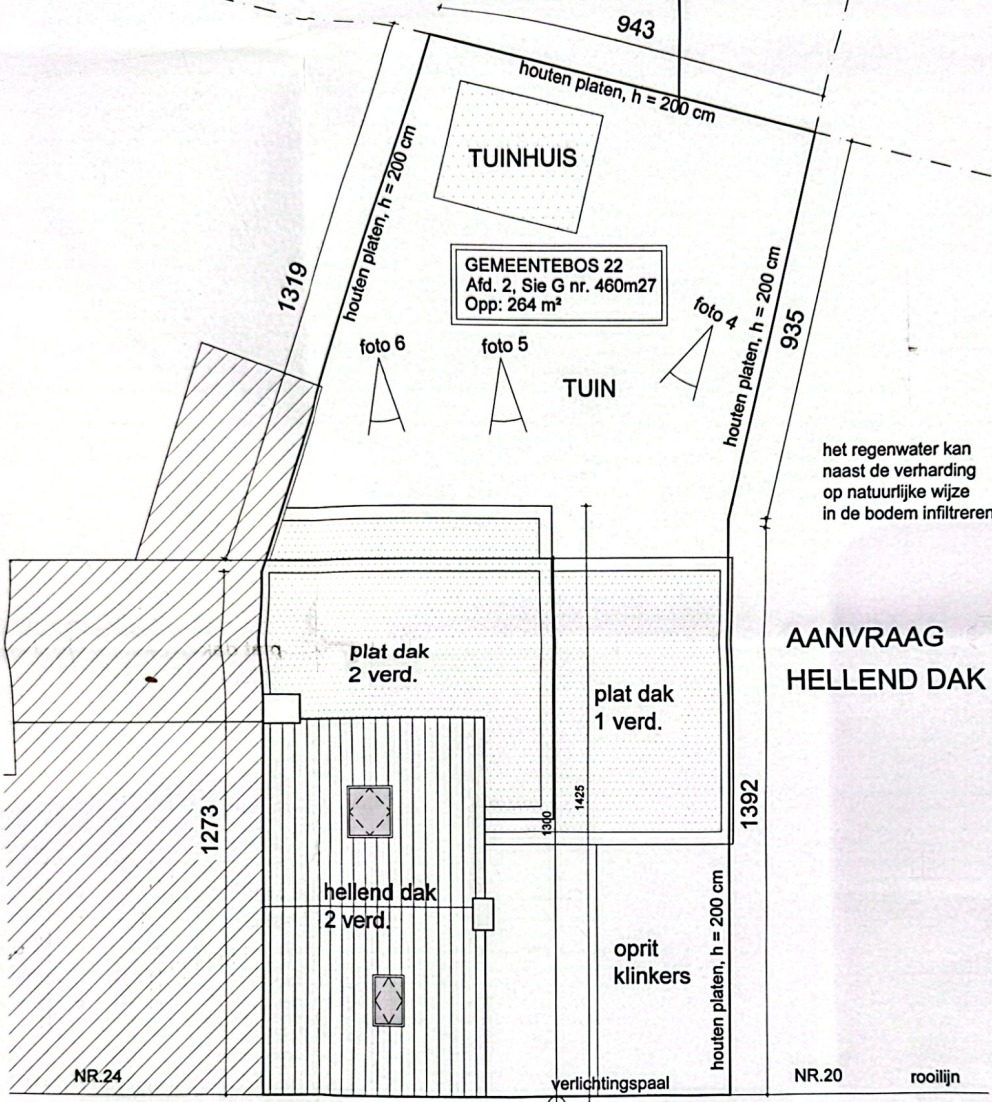 943
houten platen, h = 200 cm
TUINHUIS
houten platen, h = 200 cm
1319
GEMEENTEBOS 22
Afd. 2, Sie G nr. 460m27
Opp: 264 m²
houten platen, h = 200 cm
935
foto 6
foto 5
foto 4
TUIN
het regenwater kan
naast de verharding
op natuurlijke wijze
in de bodem infiltreren
AANVRAAG
HELLEND DAK
plat dak
2 verd.
plat dak
1 verd.
1273
1300
1425
1392
hellend dak
2 verd.
oprit
klinkers
houten platen, h = 200 cm
NR.24
verlichtingspaal
NR.20
rooilijn